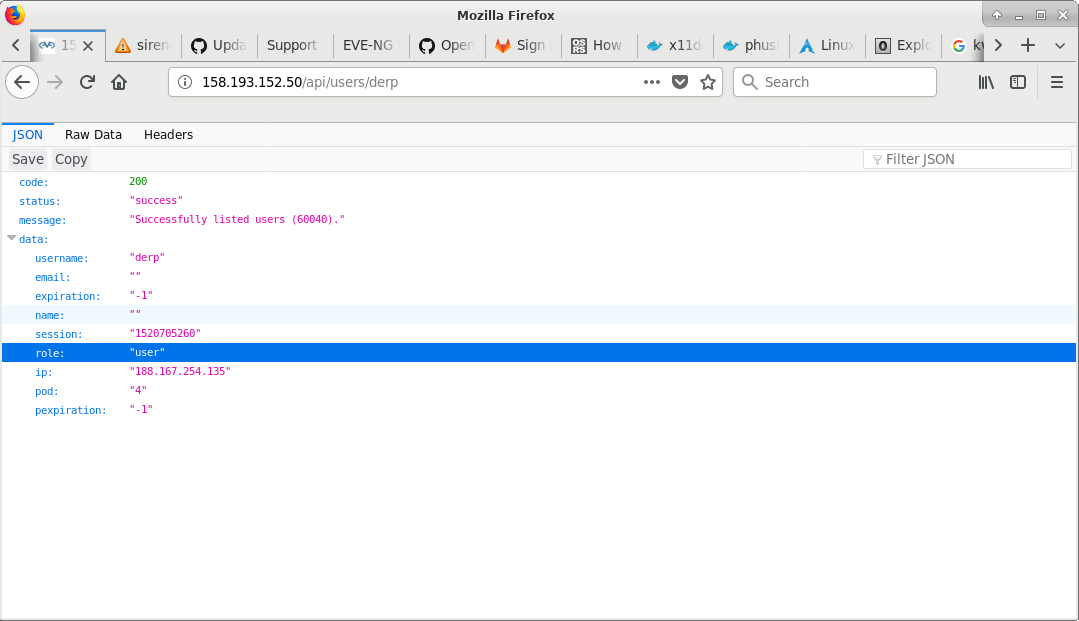 Mozilla Firefox
15 siren Upda Support EVE-NG Open Sign How x11d phus Linux Explo kv
158.193.152.50/api/users/derp Search
JSON Raw Data Headers
Save Copy Filter JSON
code: 200
status: "success"
message: "Successfully listed users (60040)."
data:
username: "derp"
email: ""
expiration: "-1"
name: ""
session: "1520705260"
role: "user"
ip: "188.167.254.135"
pod: "4"
pexpiration: "-1"